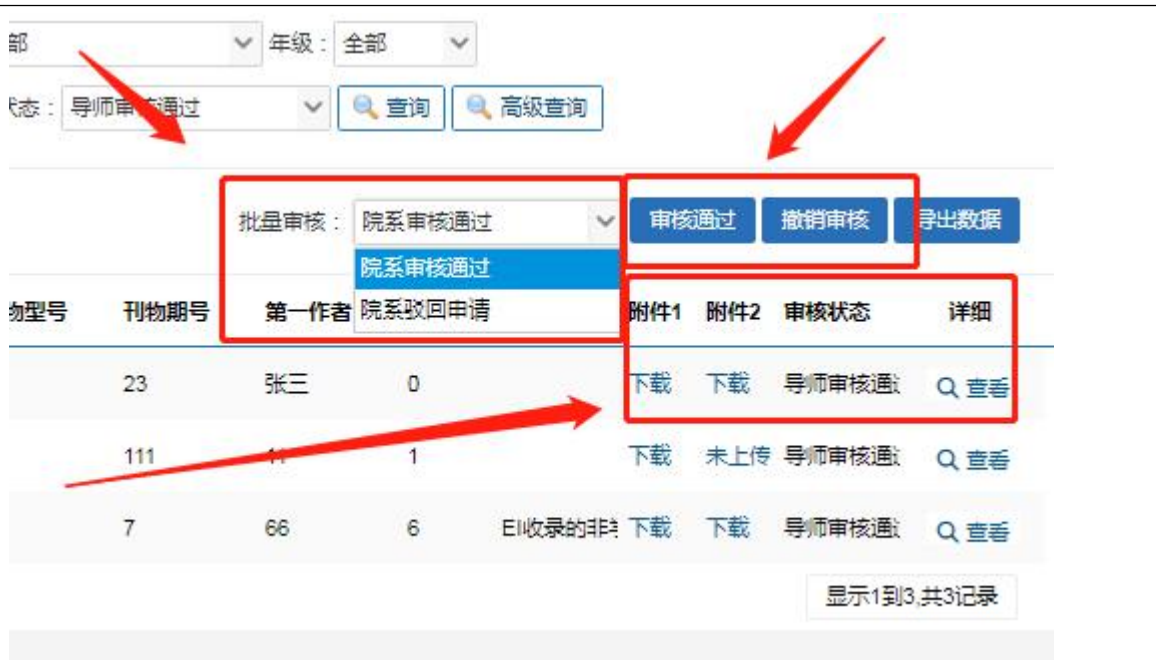 部 年级： 全部
状态： 导师审核通过 查询 高级查询
批量审核： 院系审核通过 审核通过 撤销审核 导出数据
院系审核通过
院系驳回申请
物型号 刊物期号 第一作者 附件1 附件2 审核状态 详细
23 张三 0 下载 下载 导师审核通 查看
111 11 1 下载 未上传 导师审核通 查看
7 66 6 EI收录的非 下载 下载 导师审核通 查看
显示1到3,共3记录